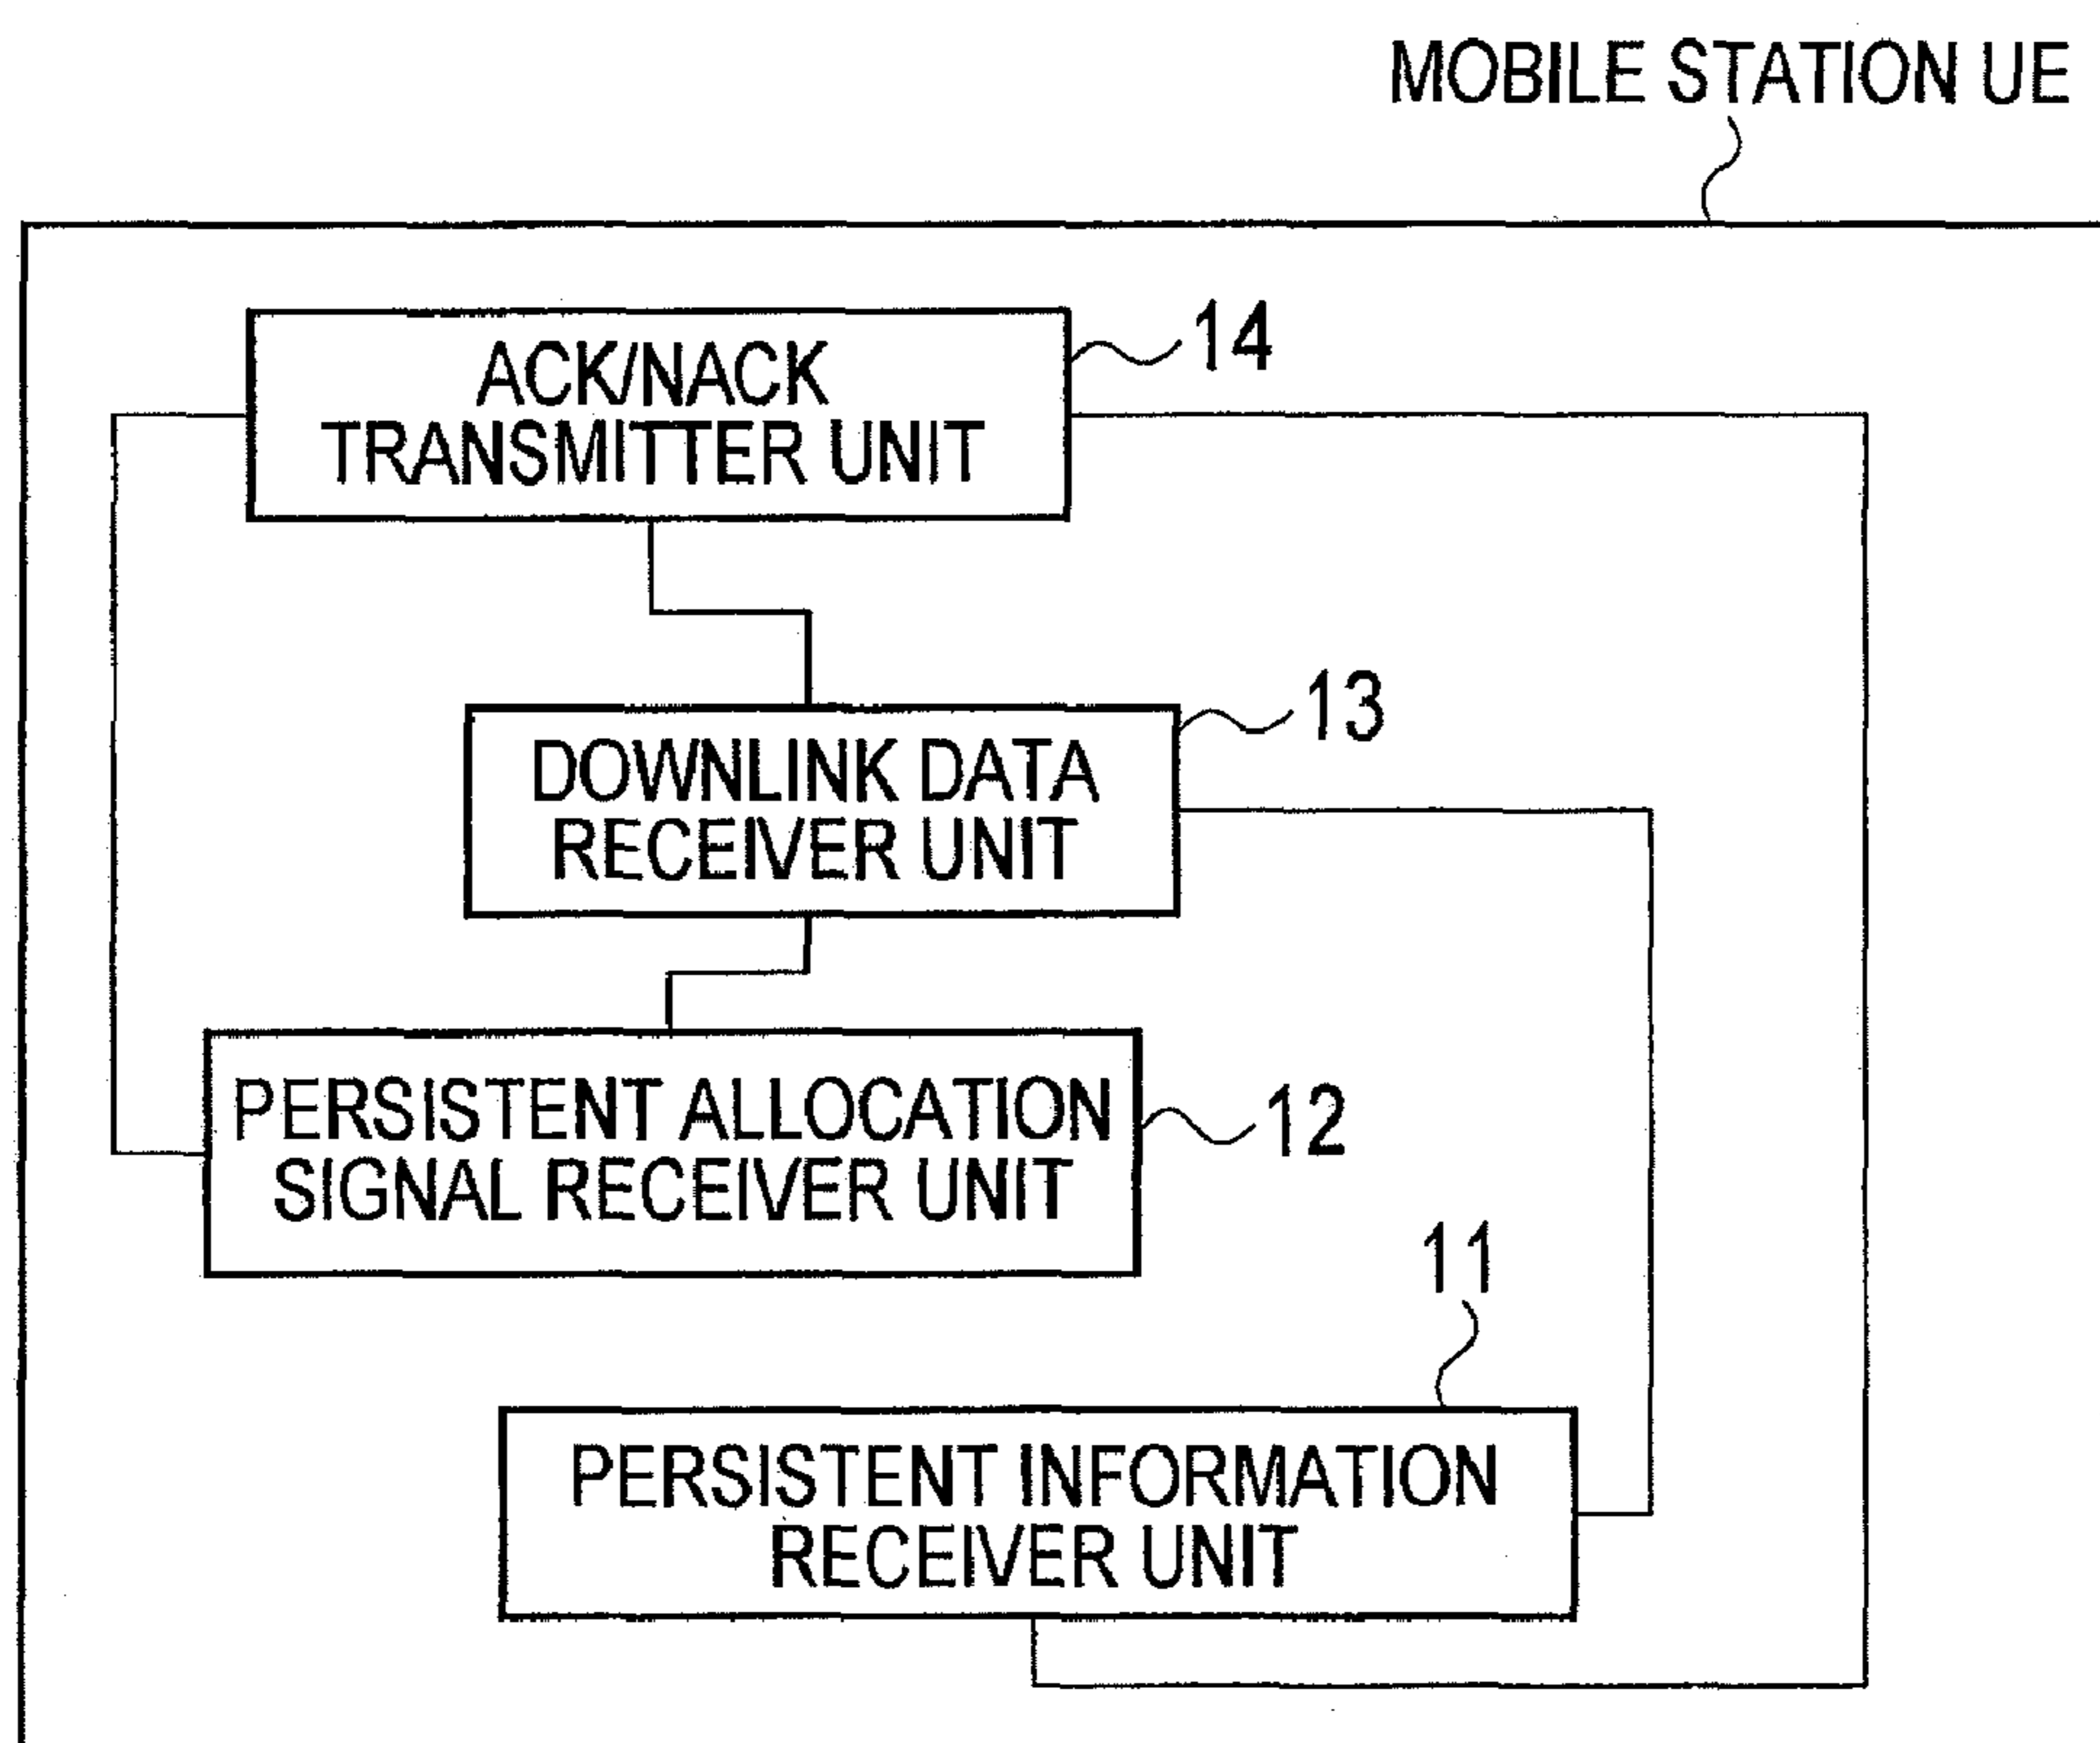 MOBILE STATION UE
14
ACK/NACK
TRANSMITTER UNIT
13
DOWNLINK DATA
RECEIVER UNIT
PERSISTENT ALLOCATION
SIGNAL RECEIVER UNIT
12
11
PERSISTENT INFORMATION
RECEIVER UNIT